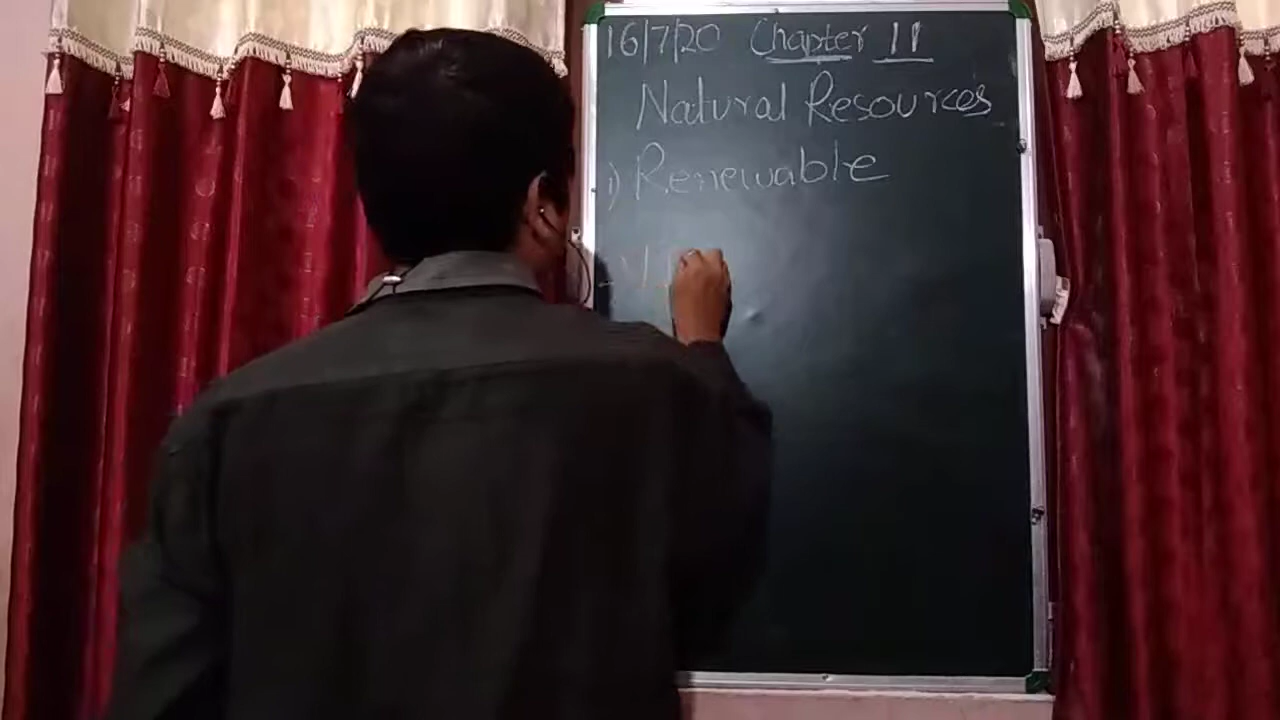 16/7/20 Chapter 11
Natural Resources
i) Renewable